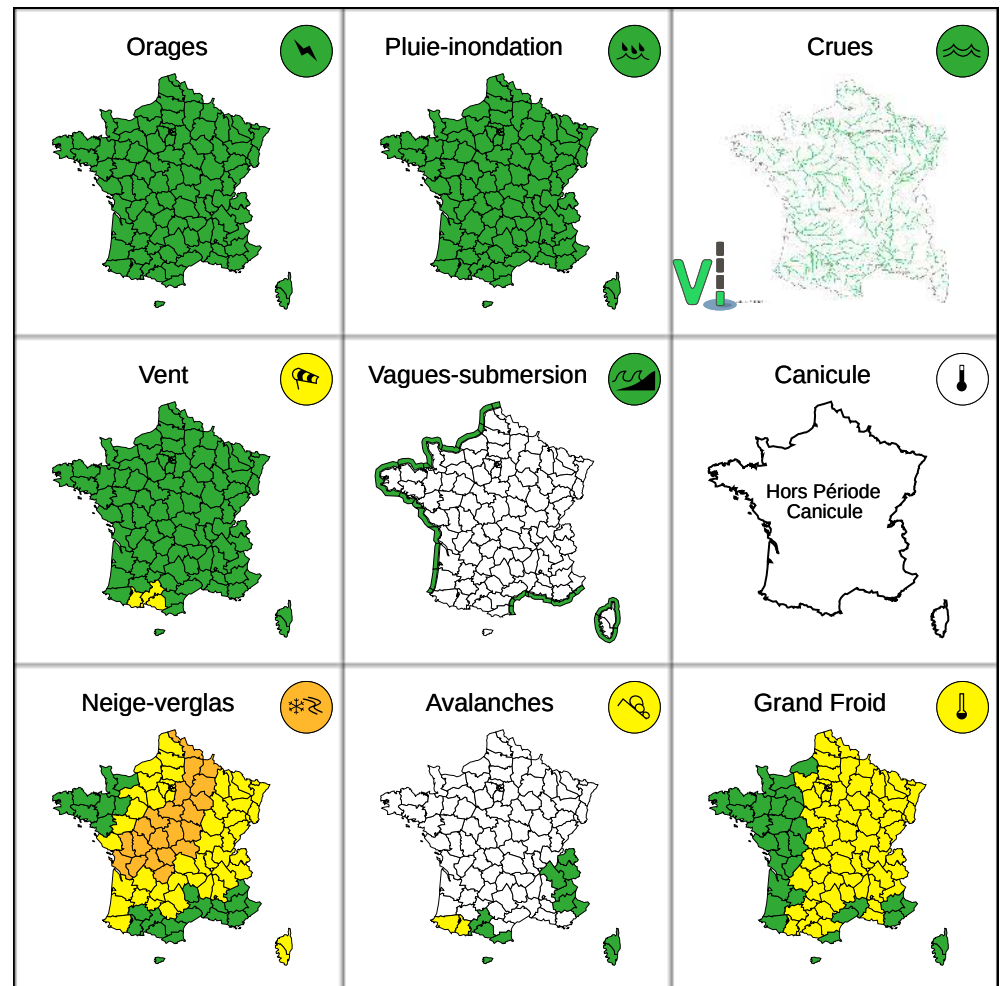 Orages
Pluie-inondation
Crues
Vent
Vagues-submersion
Canicule
Hors Période
Canicule
Neige-verglas
Avalanches
Grand Froid